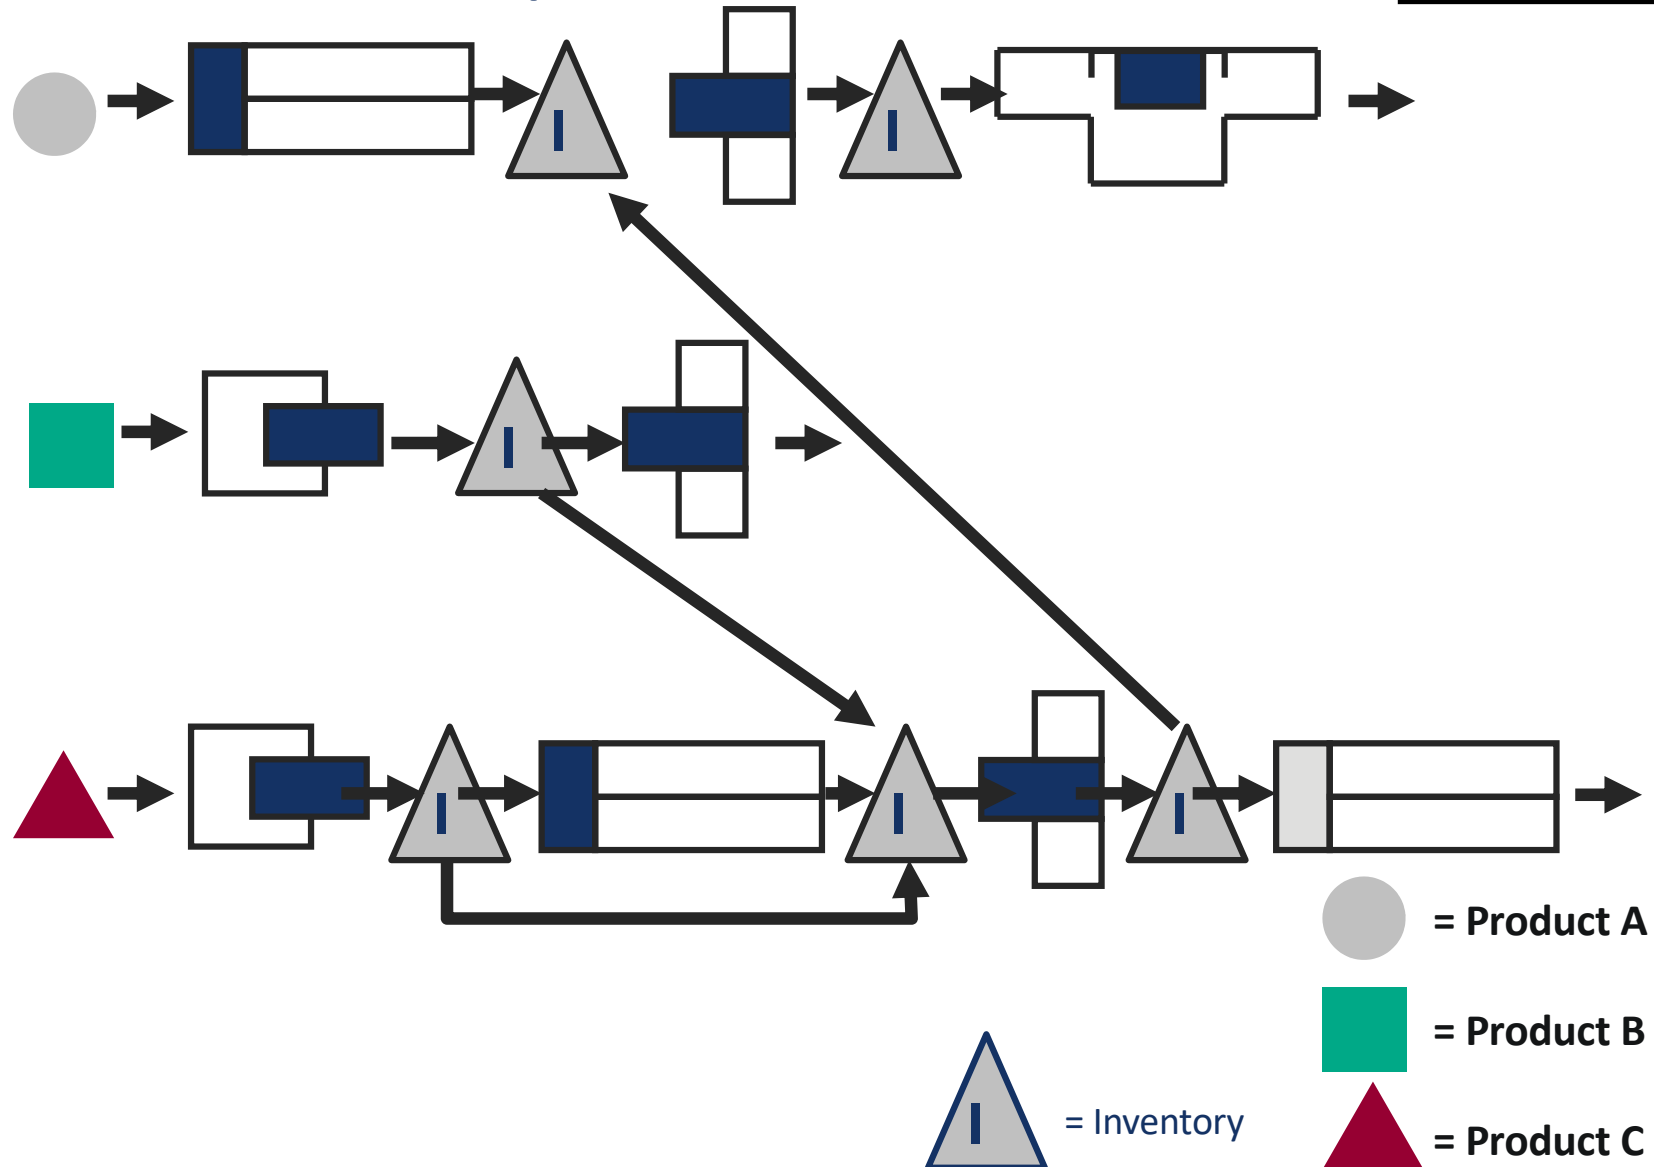 I
I
I
I
I
I
= Product A
= Product B
I
= Inventory
= Product C